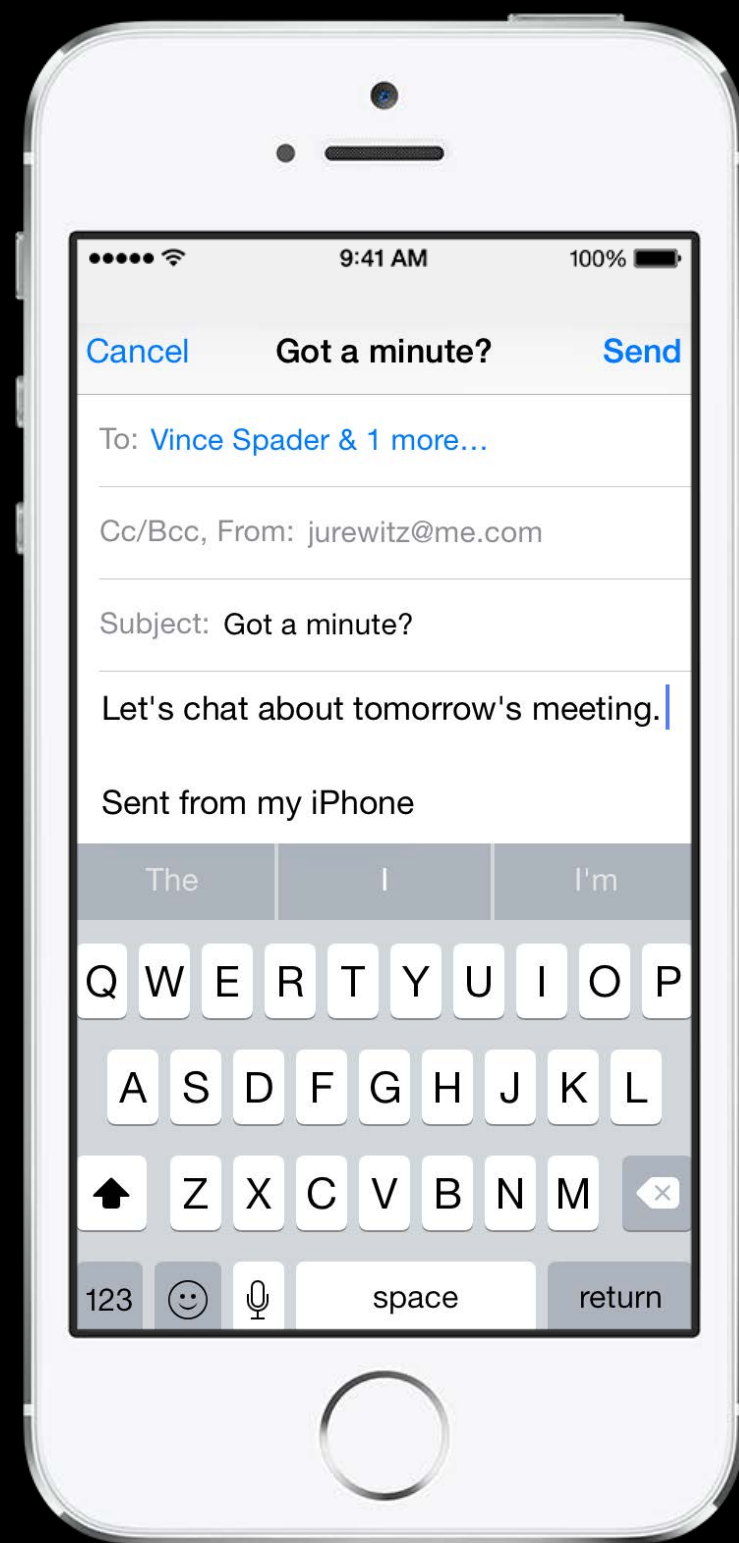 9:41 AM 100%
Cancel Got a minute? Send
To: Vince Spader & 1 more…
Cc/Bcc, From: jurewitz@me.com
Subject: Got a minute?
Let's chat about tomorrow's meeting.
Sent from my iPhone
The I I'm
Q W E R T Y U I O P
A S D F G H J K L
Z X C V B N M
123 space return